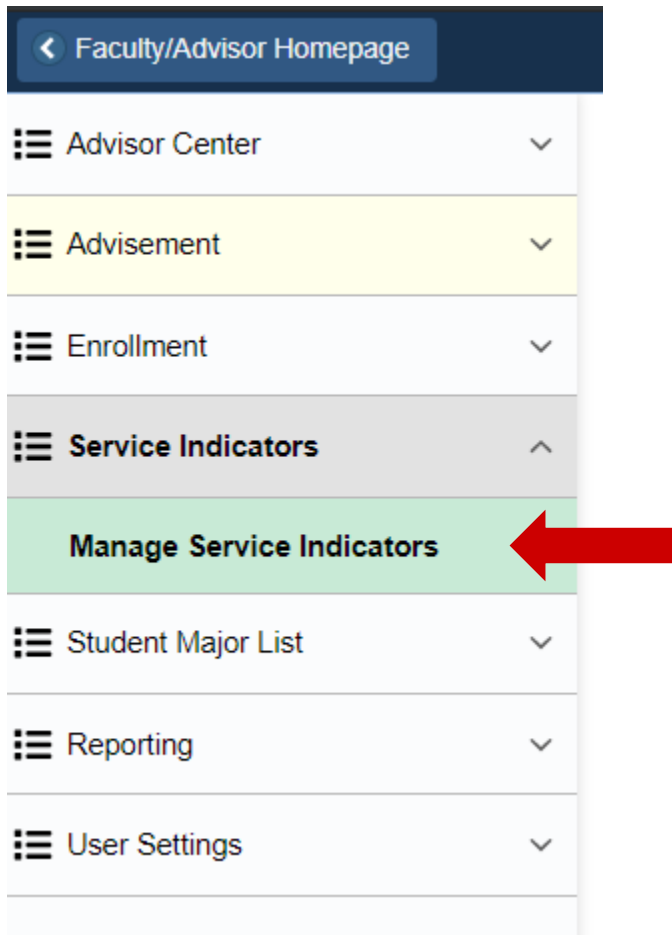 Faculty/Advisor Homepage
Advisor Center
Advisement
Enrollment
Service Indicators
Manage Service Indicators
Student Major List
Reporting
User Settings